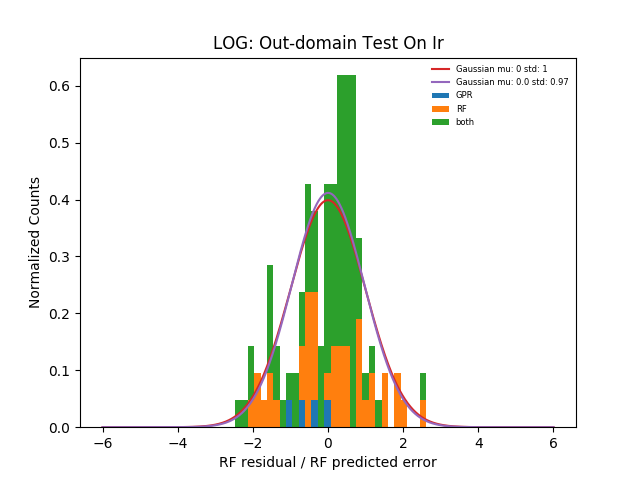 LOG: Out-domain Test On Ir
Gaussian mu: 0 std: 1
Gaussian mu: 0.0 std: 0.97
GPR
RF
both
Normalized Counts
0.6
0.5
0.4
0.3
0.2
0.1
0.0
−6 −4 −2 0 2 4 6
RF residual / RF predicted error